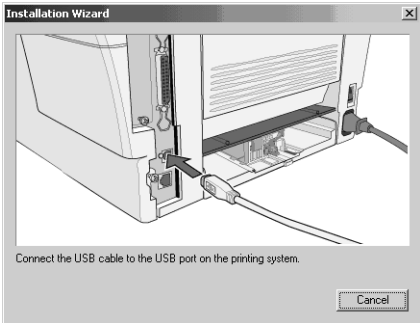 Installation Wizard
Connect the USB cable to the USB port on the printing system.
Cancel